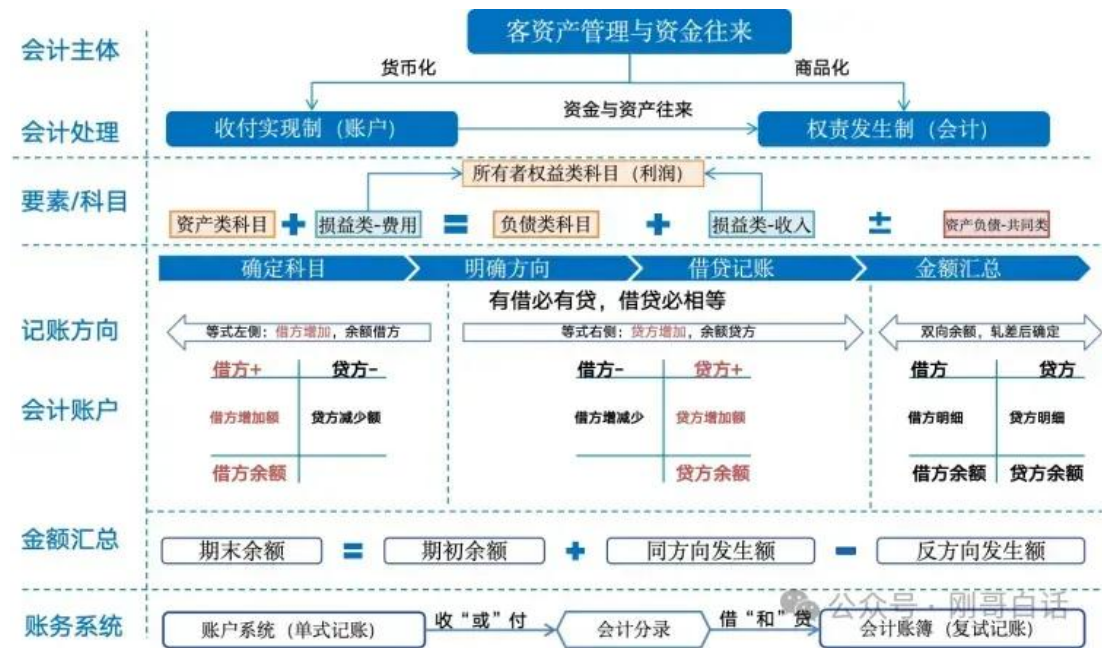 会计主体
客资产管理与资金往来
货币化
商品化
会计处理
收付实现制（账户）
资金与资产往来
权责发生制（会计）
要素/科目
所有者权益类科目（利润）
资产类科目 + 损益类-费用 = 负债类科目 + 损益类-收入 ± 资产负债-共同类
确定科目 明确方向 借贷记账 金额汇总
有借必有贷，借贷必相等
记账方向
等式左侧：借方增加，余额借方
等式右侧：贷方增加，余额贷方
双向余额，轧差后确定
会计账户
借方+ 贷方-
借方增加额 贷方减少额
借方余额
借方- 贷方+
借方增减少 贷方增加额
贷方余额
借方 贷方
借方明细 贷方明细
借方余额 贷方余额
金额汇总
期末余额 = 期初余额 + 同方向发生额 - 反方向发生额
账务系统
账户系统（单式记账） 收“或”付 会计分录 借“和”贷 会计账簿（复试记账）
公众号·刚哥白话